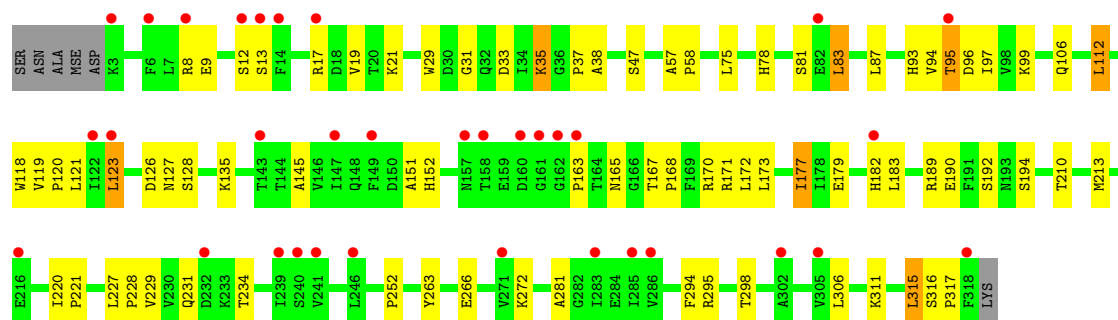 SER ASN ALA MSE ASP K3 F6 L7 R8 E9 S12 S13 F14 R17 D18 V19 T20 K21 W29 D30 G31 Q32 D33 I34 K35 G36 P37 A38 S47 A57 P58 L75 H78 S81 E82 L83 L87 H93 V94 T95 D96 I97 V98 K99 Q106 L112
W118 V119 P120 L121 I122 L123 D126 N127 S128 K135 T143 T144 A145 V146 I147 Q148 F149 D150 A151 H152 N157 T158 E159 D160 G161 G162 P163 T164 N165 G166 T167 P168 F169 R170 R171 L172 L173 I177 I178 E179 H182 L183 R189 E190 F191 S192 N193 S194 T210 M213
E216 I220 P221 L227 P228 V229 V230 Q231 D232 K233 T234 I239 S240 V241 L246 P252 Y263 E266 V271 K272 A281 G282 I283 E284 I285 V286 F294 R295 T298 A302 V305 L306 K311 L315 S316 P317 F318 LYS